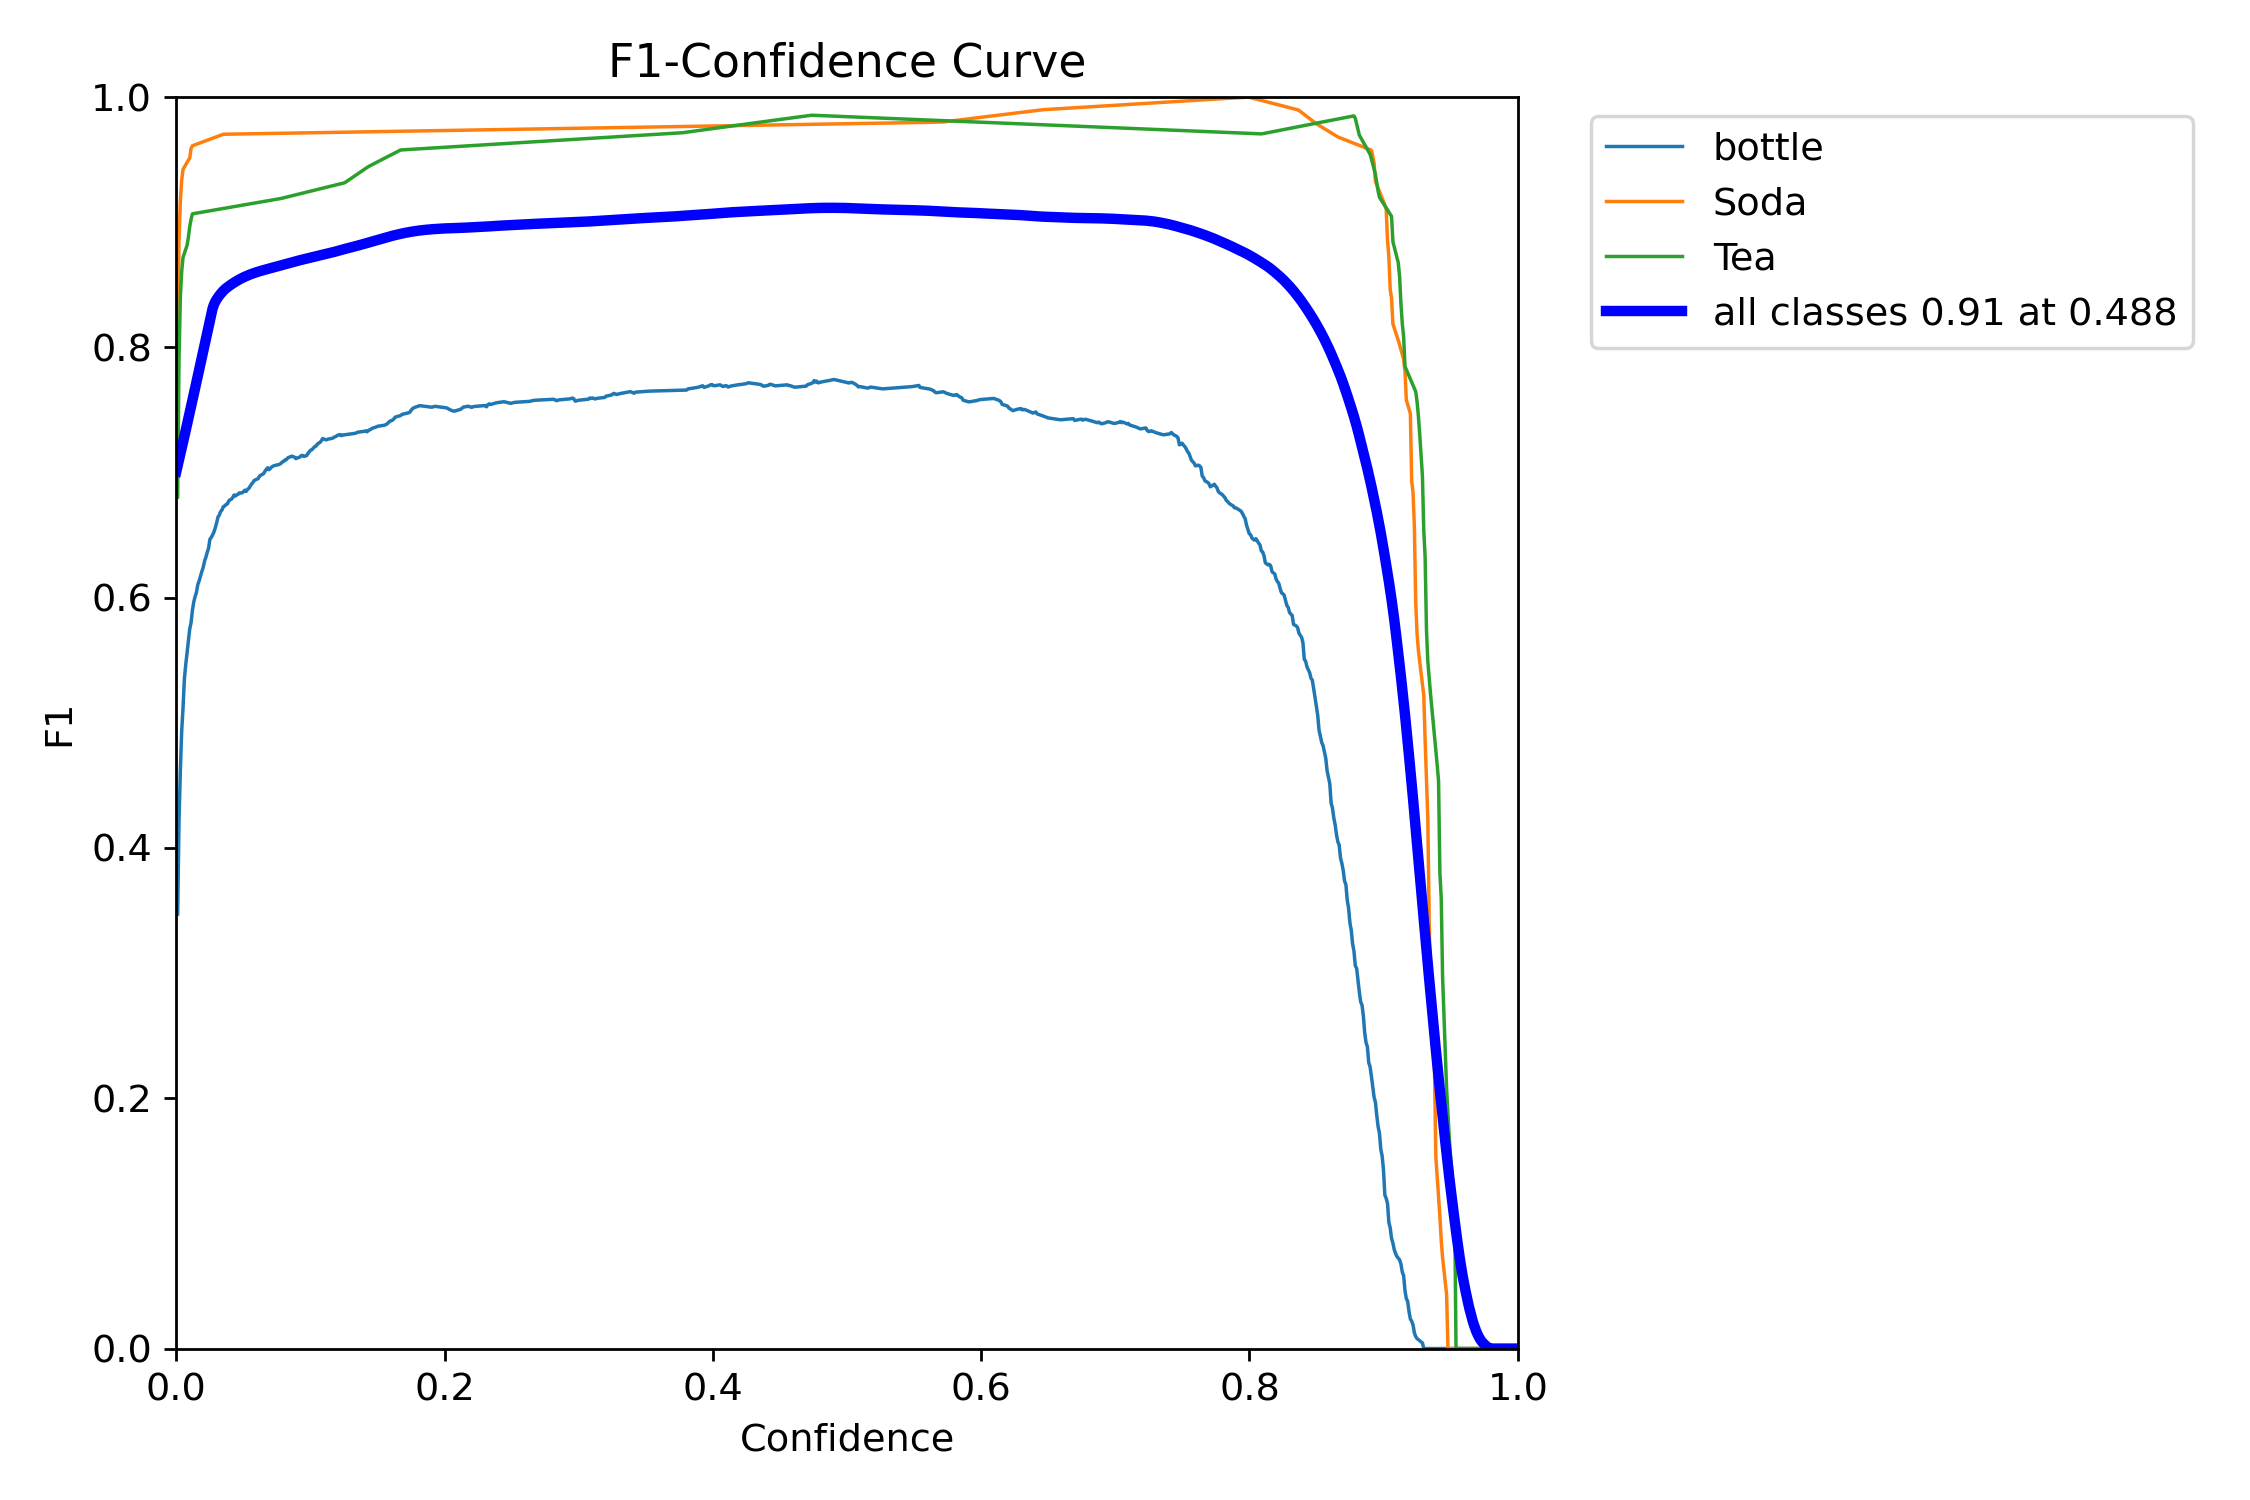 F1-Confidence Curve
1.0
0.8
0.6
0.4
0.2
0.0
F1
0.0 0.2 0.4 0.6 0.8 1.0
Confidence
bottle
Soda
Tea
all classes 0.91 at 0.488